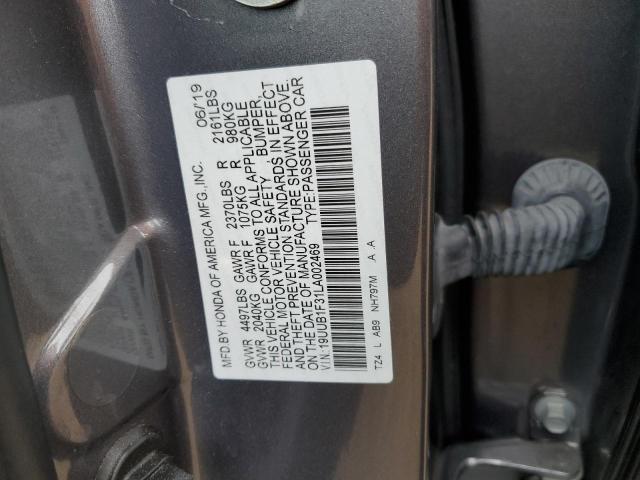 MFD.BY HONDA OF AMERICA MFG.,INC. 06/19
GVWR 4497LBS GAWR F 2370LBS R 2161LBS
GVWR 2040KG GAWR F 1075KG R 980KG
THIS VEHICLE CONFORMS TO ALL APPLICABLE
FEDERAL MOTOR VEHICLE SAFETY, BUMPER,
AND THEFT PREVENTION STANDARDS IN EFFECT
ON THE DATE OF MANUFACTURE SHOWN ABOVE.
V.I.N:19UUB1F31LA002469 TYPE:PASSENGER CAR
TZ4 L AB9 NH797M A .A